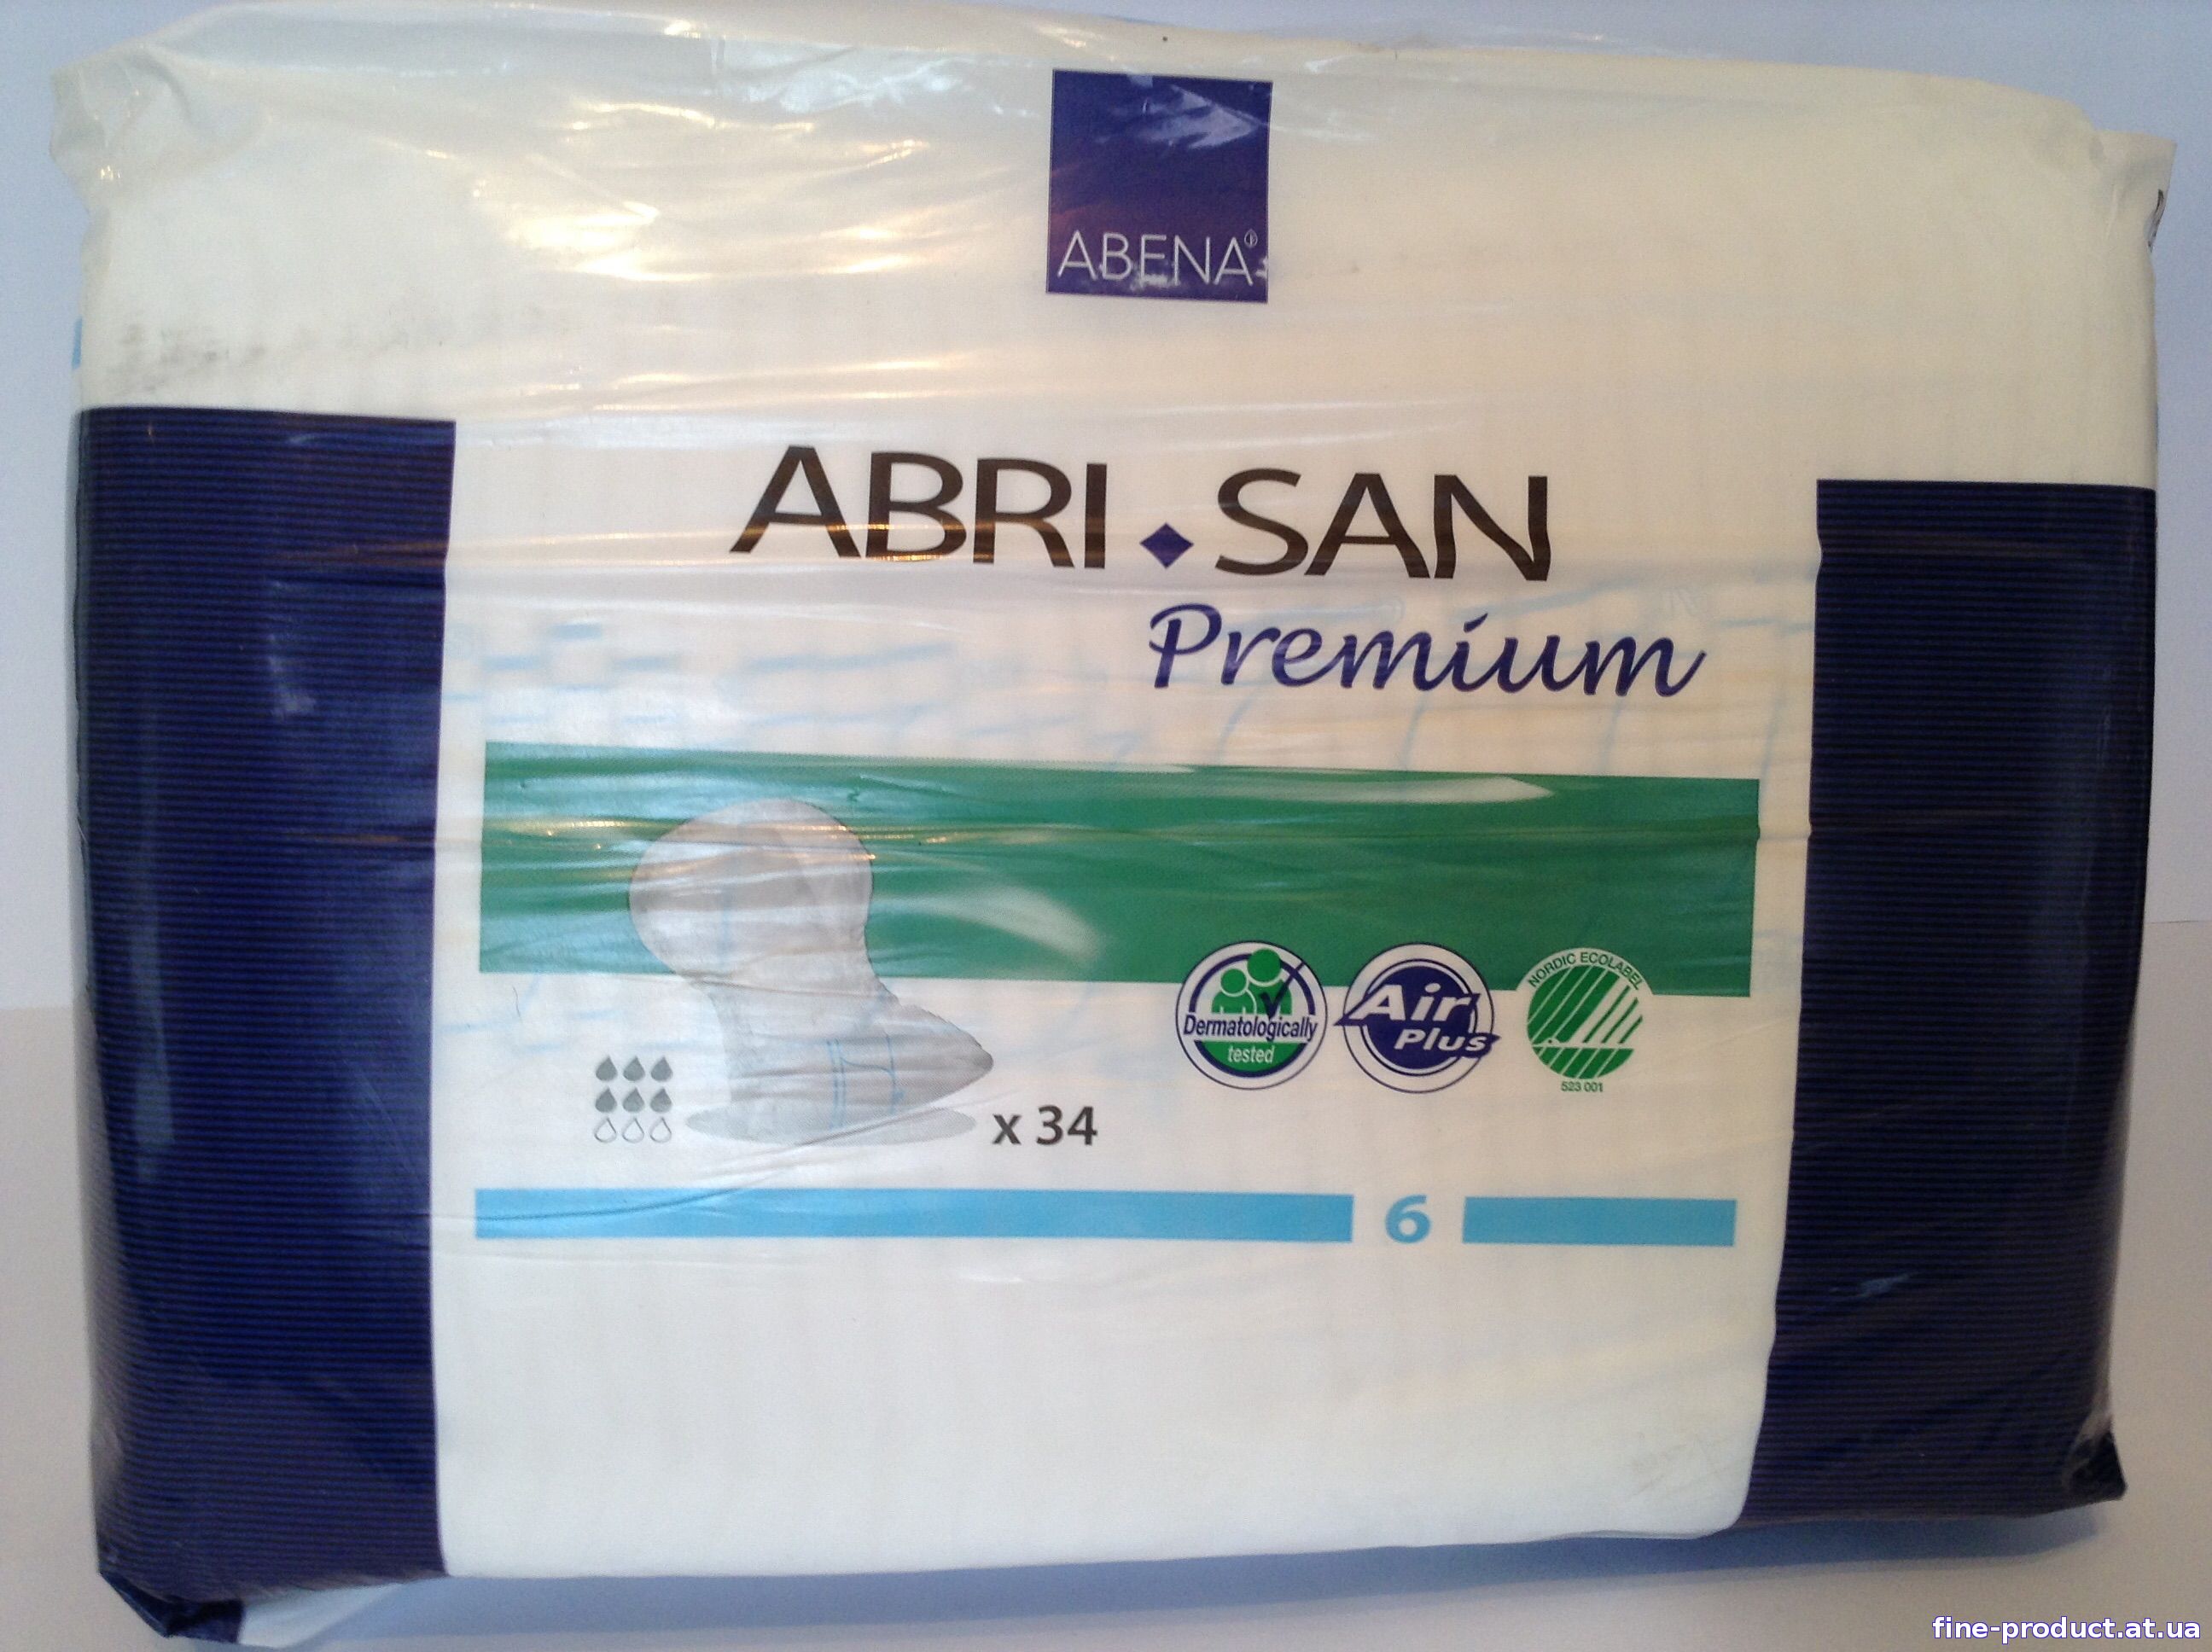 ABENA
ABRI SAN
Premium
Dermatologically
tested
Air
Plus
NORDIC ECOLABEL
523 001
x 34
6
fine-product.at.ua